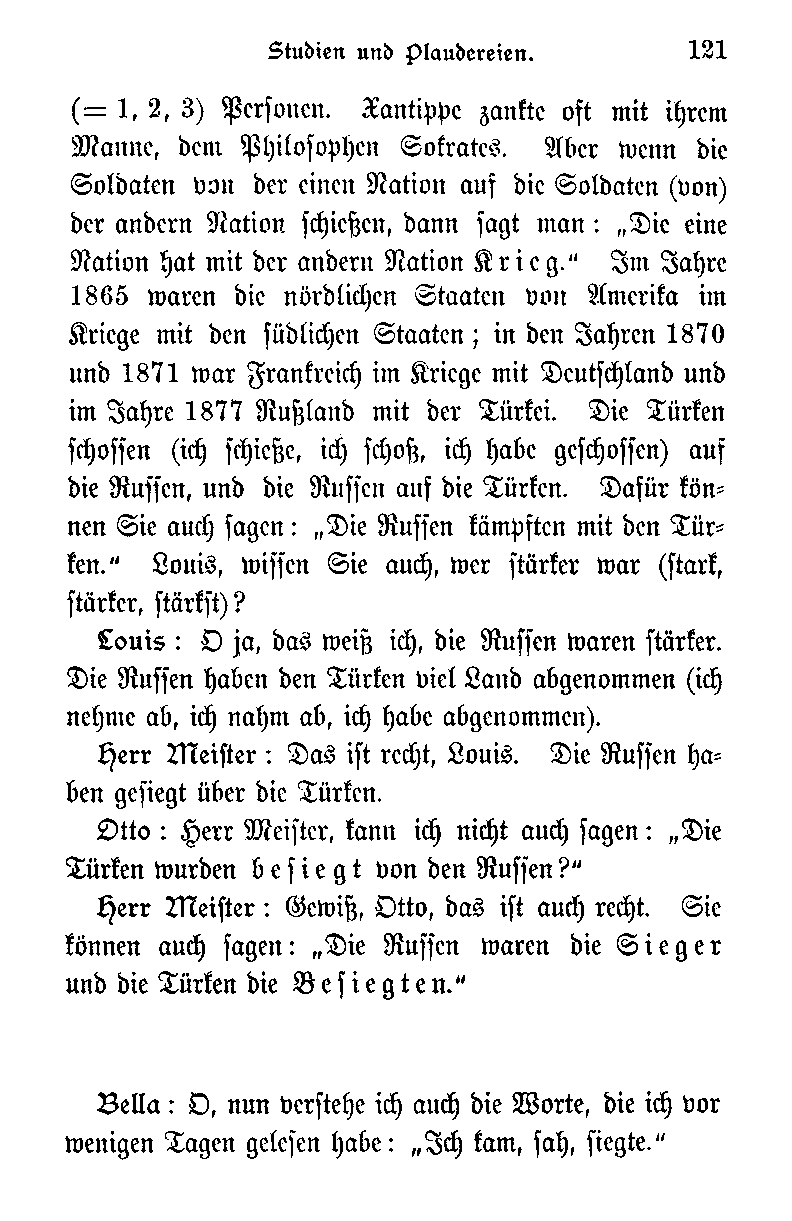 Studien und Plaudereien. 121
(= 1, 2, 3) Personen. Xantippe zankte oft mit ihrem
Manne, dem Philosophen Sokrates. Aber wenn die
Soldaten von der einen Nation auf die Soldaten (von)
der andern Nation schießen, dann sagt man: „Die eine
Nation hat mit der andern Nation Krieg.“ Im Jahre
1865 waren die nördlichen Staaten von Amerika im
Kriege mit den südlichen Staaten; in den Jahren 1870
und 1871 war Frankreich im Kriege mit Deutschland und
im Jahre 1877 Rußland mit der Türkei. Die Türken
schossen (ich schieße, ich schoß, ich habe geschossen) auf
die Russen, und die Russen auf die Türken. Dafür kön-
nen Sie auch sagen: „Die Russen kämpften mit den Tür-
ken.“ Louis, wissen Sie auch, wer stärker war (stark,
stärker, stärkst)?
Louis: O ja, das weiß ich, die Russen waren stärker.
Die Russen haben den Türken viel Land abgenommen (ich
nehme ab, ich nahm ab, ich habe abgenommen).
Herr Meister: Das ist recht, Louis. Die Russen ha-
ben gesiegt über die Türken.
Otto: Herr Meister, kann ich nicht auch sagen: „Die
Türken wurden besiegt von den Russen?“
Herr Meister: Gewiß, Otto, das ist auch recht. Sie
können auch sagen: „Die Russen waren die Sieger
und die Türken die Besiegten.“
Bella: O, nun verstehe ich auch die Worte, die ich vor
wenigen Tagen gelesen habe: „Ich kam, sah, siegte.“